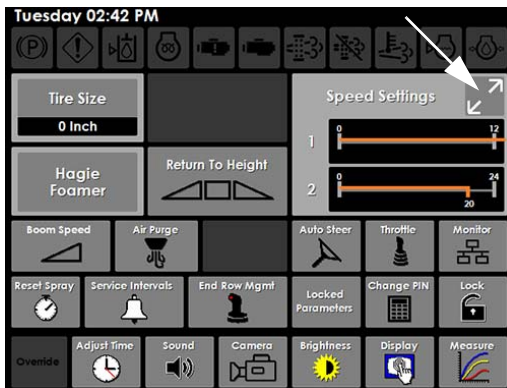 Tuesday 02:42 PM
(P)
Tire Size
0 Inch
Speed Settings
1
0
12
Hagie
Foamer
Return To Height
2
0
24
20
Boom Speed
Air Purge
Auto Steer
Throttle
Monitor
Reset Spray
Service Intervals
End Row Mgmt
Locked
Parameters
Change PIN
Lock
Override
Adjust Time
Sound
Camera
Brightness
Display
Measure